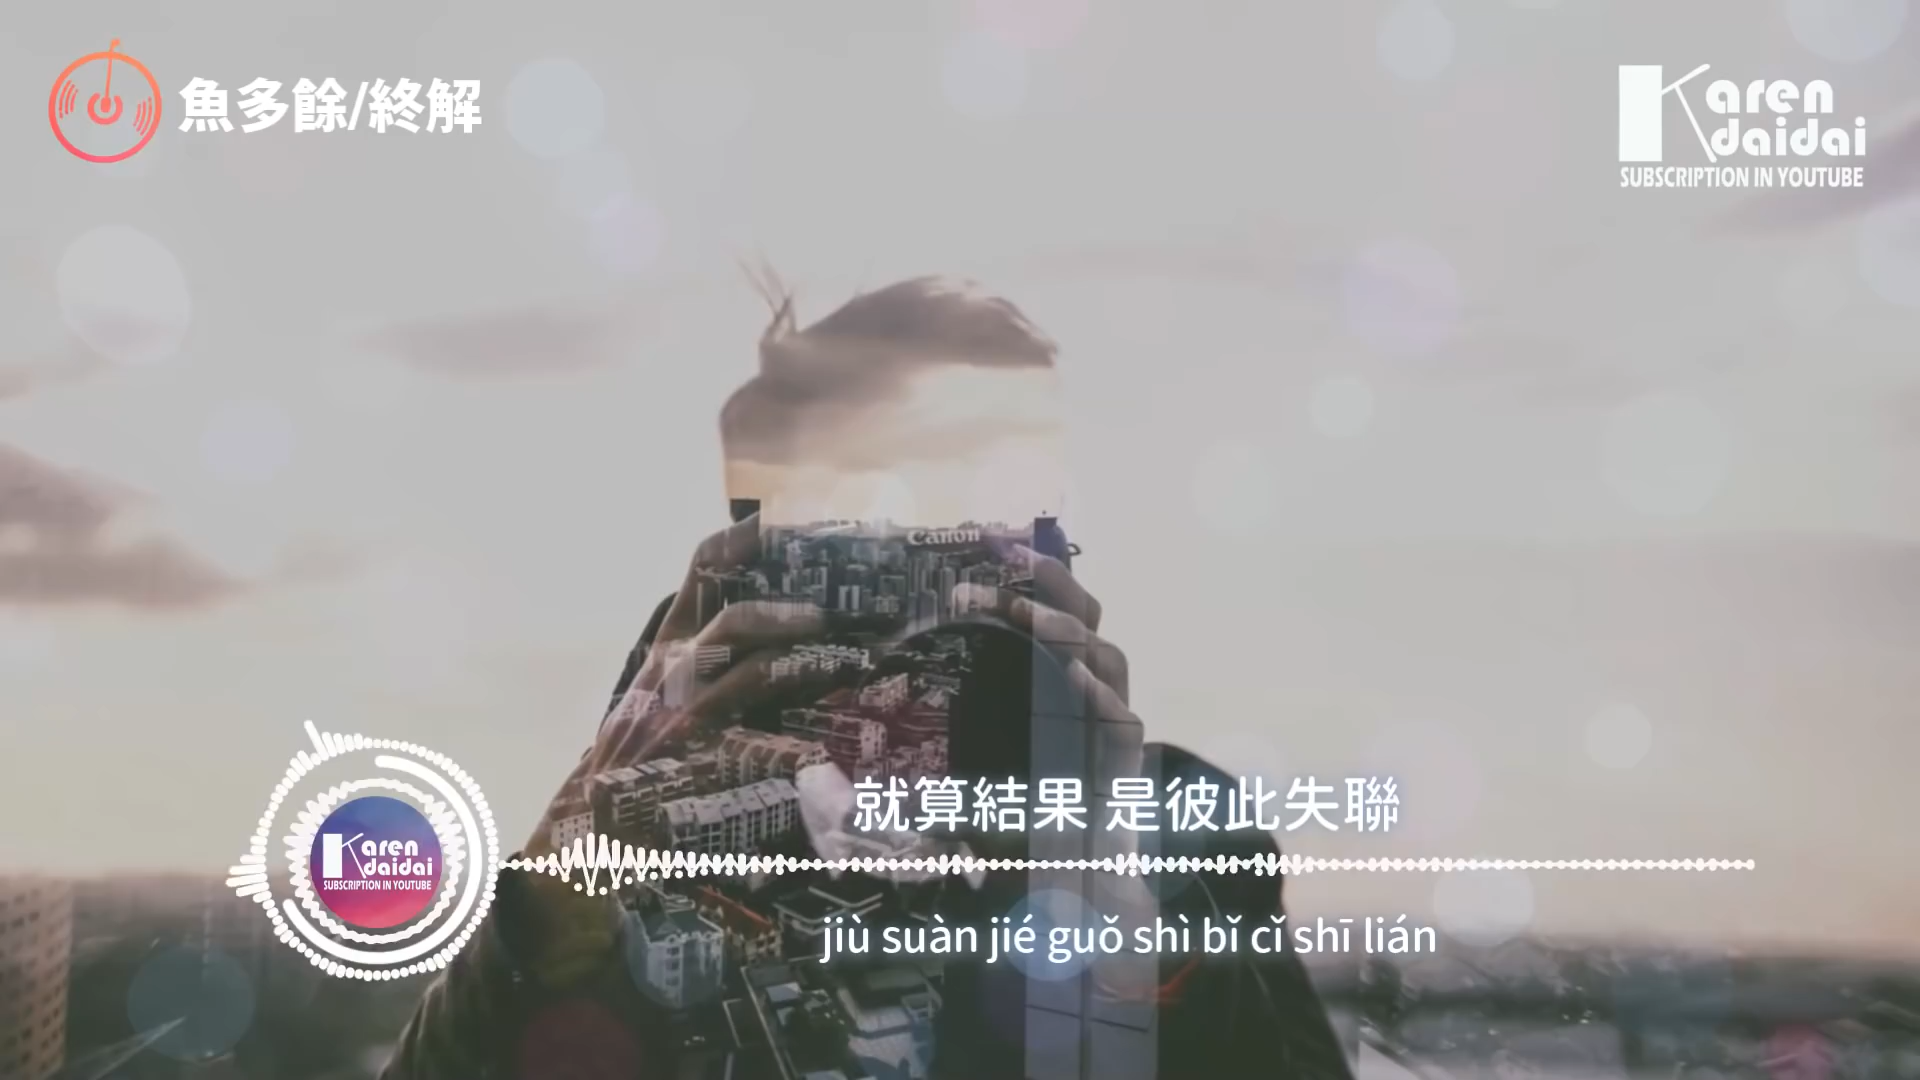 魚多餘/終解
Karen
daidai
SUBSCRIPTION IN YOUTUBE
Canon
就算結果 是彼此失聯
Karen
daidai
SUBSCRIPTION IN YOUTUBE
jiù suàn jié guǒ shì bǐ cǐ shī lián